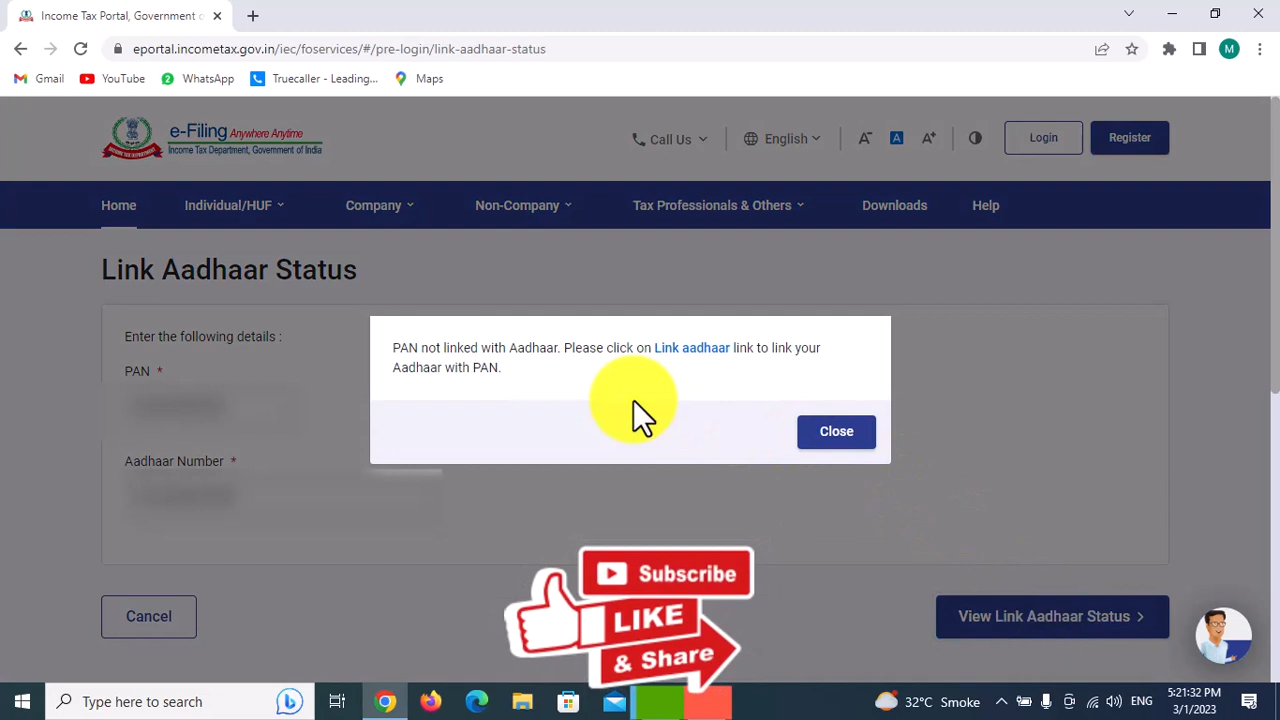 Income Tax Portal, Government o
eportal.incometax.gov.in/iec/foservices/#/pre-login/link-aadhaar-status
M
Gmail YouTube WhatsApp Truecaller - Leading... Maps
e-Filing Anywhere Anytime
Income Tax Department, Government of India
Call Us English A- A A+ Login Register
Home Individual/HUF Company Non-Company Tax Professionals & Others Downloads Help
Link Aadhaar Status
Enter the following details :
PAN *
Aadhaar Number *
PAN not linked with Aadhaar. Please click on Link aadhaar link to link your
Aadhaar with PAN.
Close
Subscribe
LIKE
& Share
Cancel View Link Aadhaar Status >
Type here to search
32°C Smoke ENG 5:21:32 PM
3/1/2023